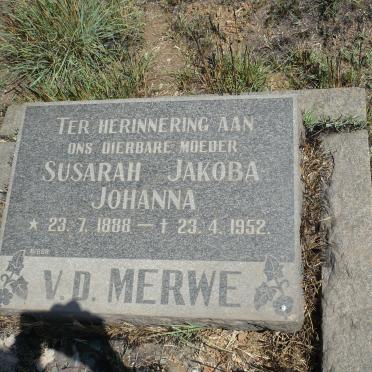 TER HERINNERING AAN
ONS DIERBARE MOEDER
SUSARAH JAKOBA
JOHANNA
* 23. 7. 1888 — † 23. 4. 1952.
V. D. MERWE